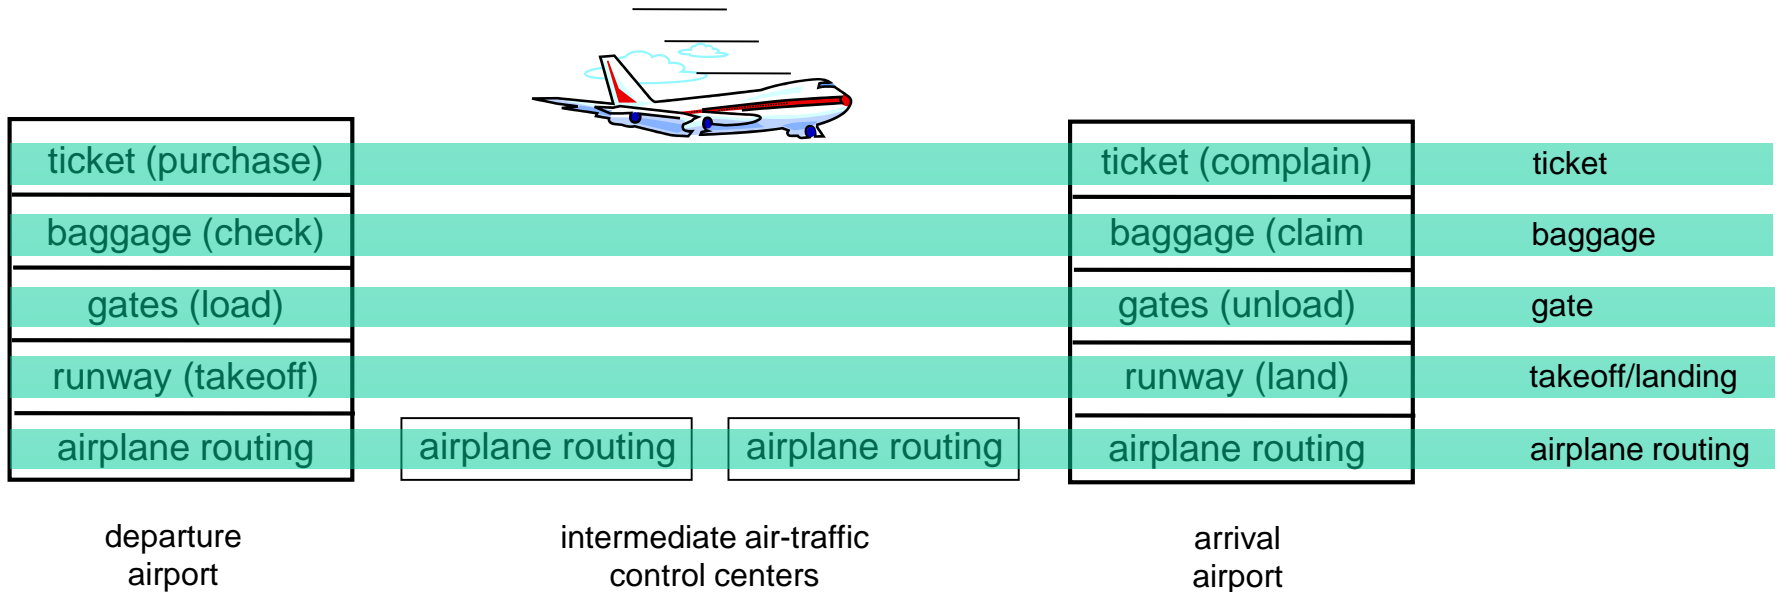 ticket (purchase) ticket (complain) ticket
baggage (check) baggage (claim baggage
gates (load) gates (unload) gate
runway (takeoff) runway (land) takeoff/landing
airplane routing airplane routing airplane routing airplane routing airplane routing
departure
airport
intermediate air-traffic
control centers
arrival
airport